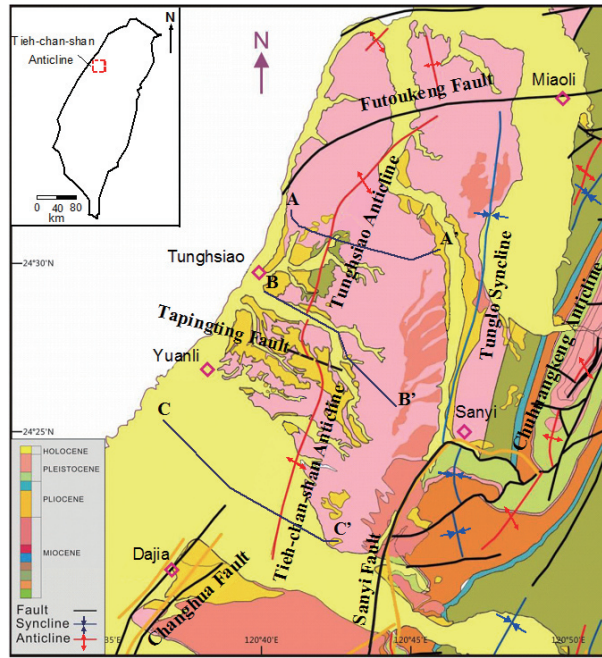 Tieh-chan-shan
Anticline
N
0 40 80
km
N
Miaoli
Futoukeng Fault
A
A'
Tunghsiao Anticline
Tunglo Syncline
24°30'
Tunghsiao
B
B'
Tapingting Fault
Chuhuangkeng Anticline
Yuanli
24°25'
Sanyi
C
C'
Tieh-chan-shan Anticline
Sanyi Fault
HOLOCENE
PLEISTOCENE
PLIOCENE
MIOCENE
Dajia
Changhua Fault
Fault
Syncline
Anticline
35'E
120°40'E
120°45'E
120°50'E